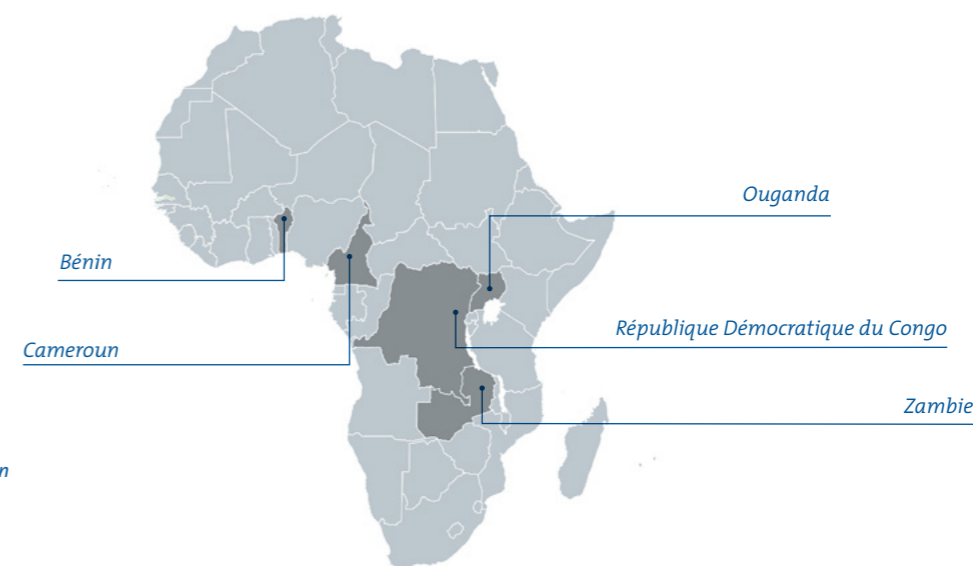 Ouganda
Bénin
République Démocratique du Congo
Cameroun
Zambie
n